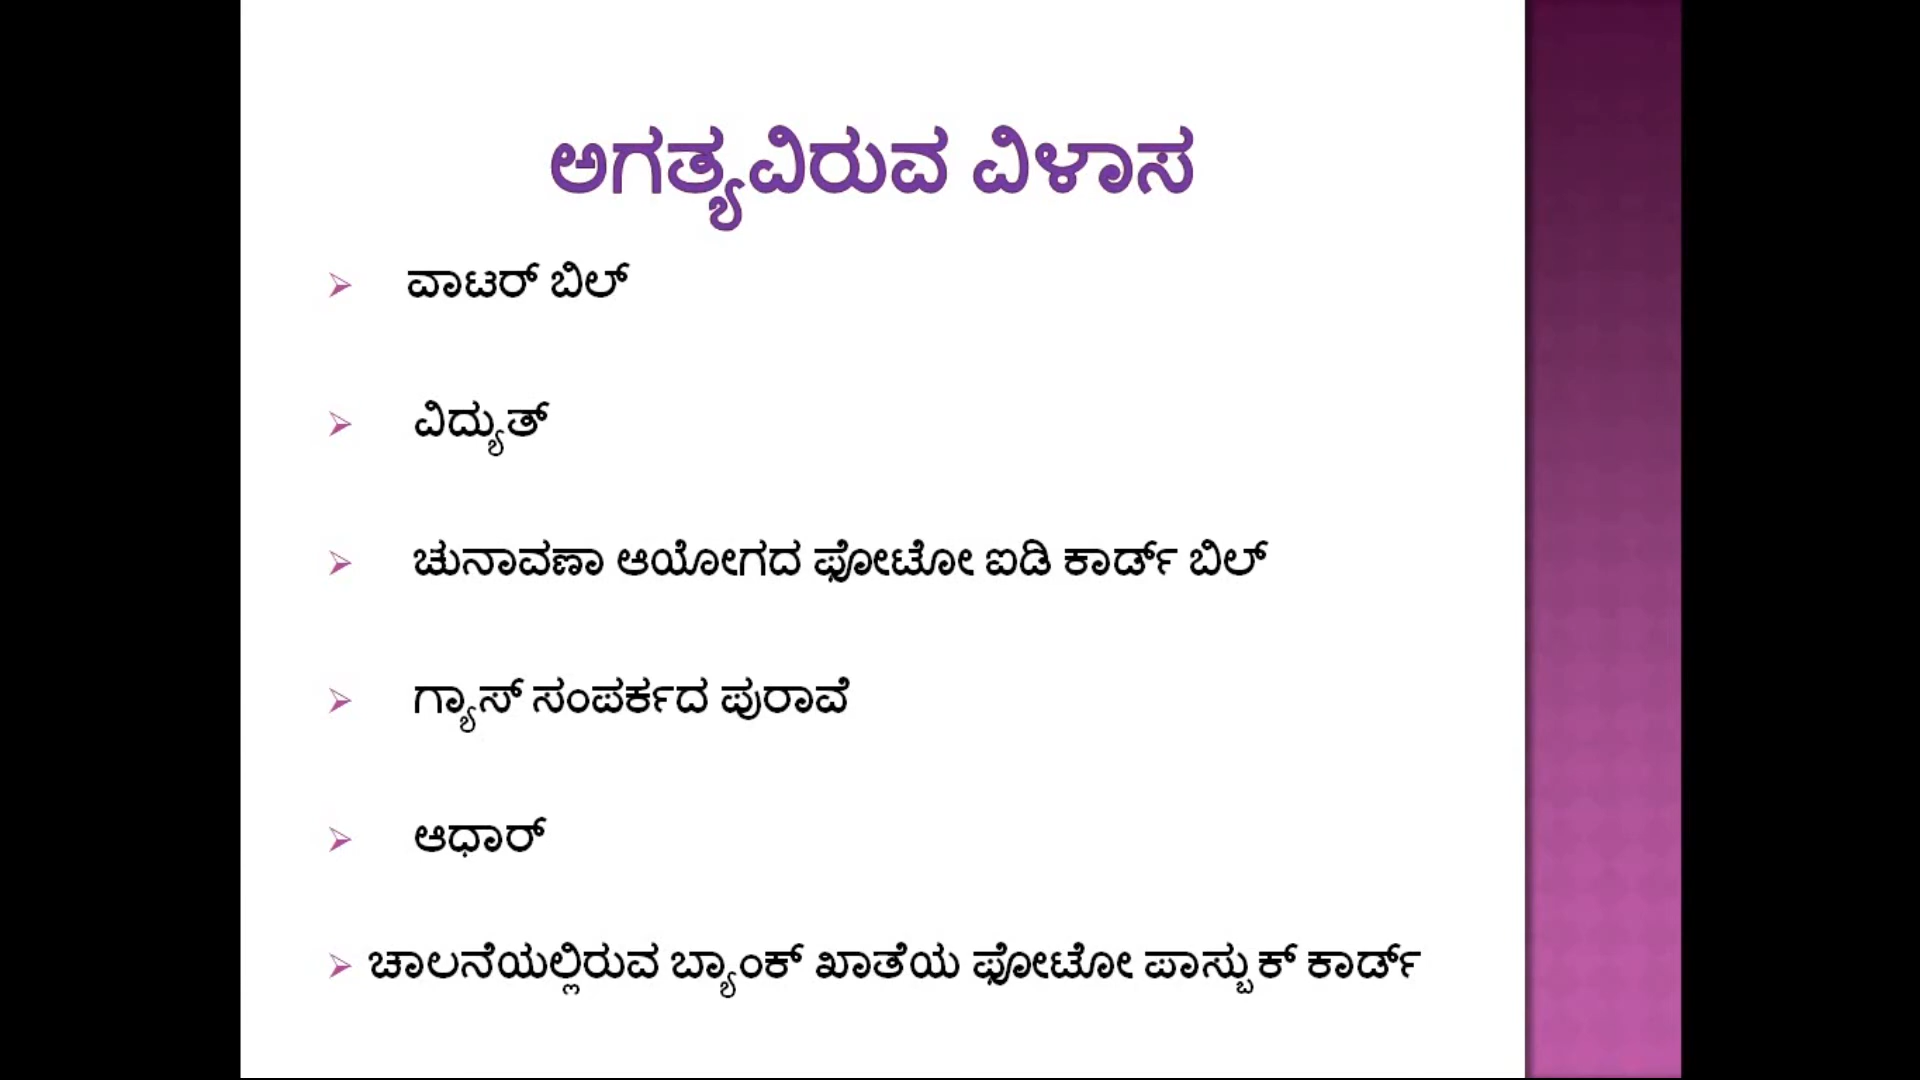 ಅಗತ್ಯವಿರುವ ವಿಳಾಸ
ವಾಟರ್ ಬಿಲ್
ವಿದ್ಯುತ್
ಚುನಾವಣಾ ಆಯೋಗದ ಫೋಟೋ ಐಡಿ ಕಾರ್ಡ್ ಬಿಲ್
ಗ್ಯಾಸ್ ಸಂಪರ್ಕದ ಪುರಾವೆ
ಆಧಾರ್
ಚಾಲನೆಯಲ್ಲಿರುವ ಬ್ಯಾಂಕ್ ಖಾತೆಯ ಫೋಟೋ ಪಾಸ್ಬುಕ್ ಕಾರ್ಡ್